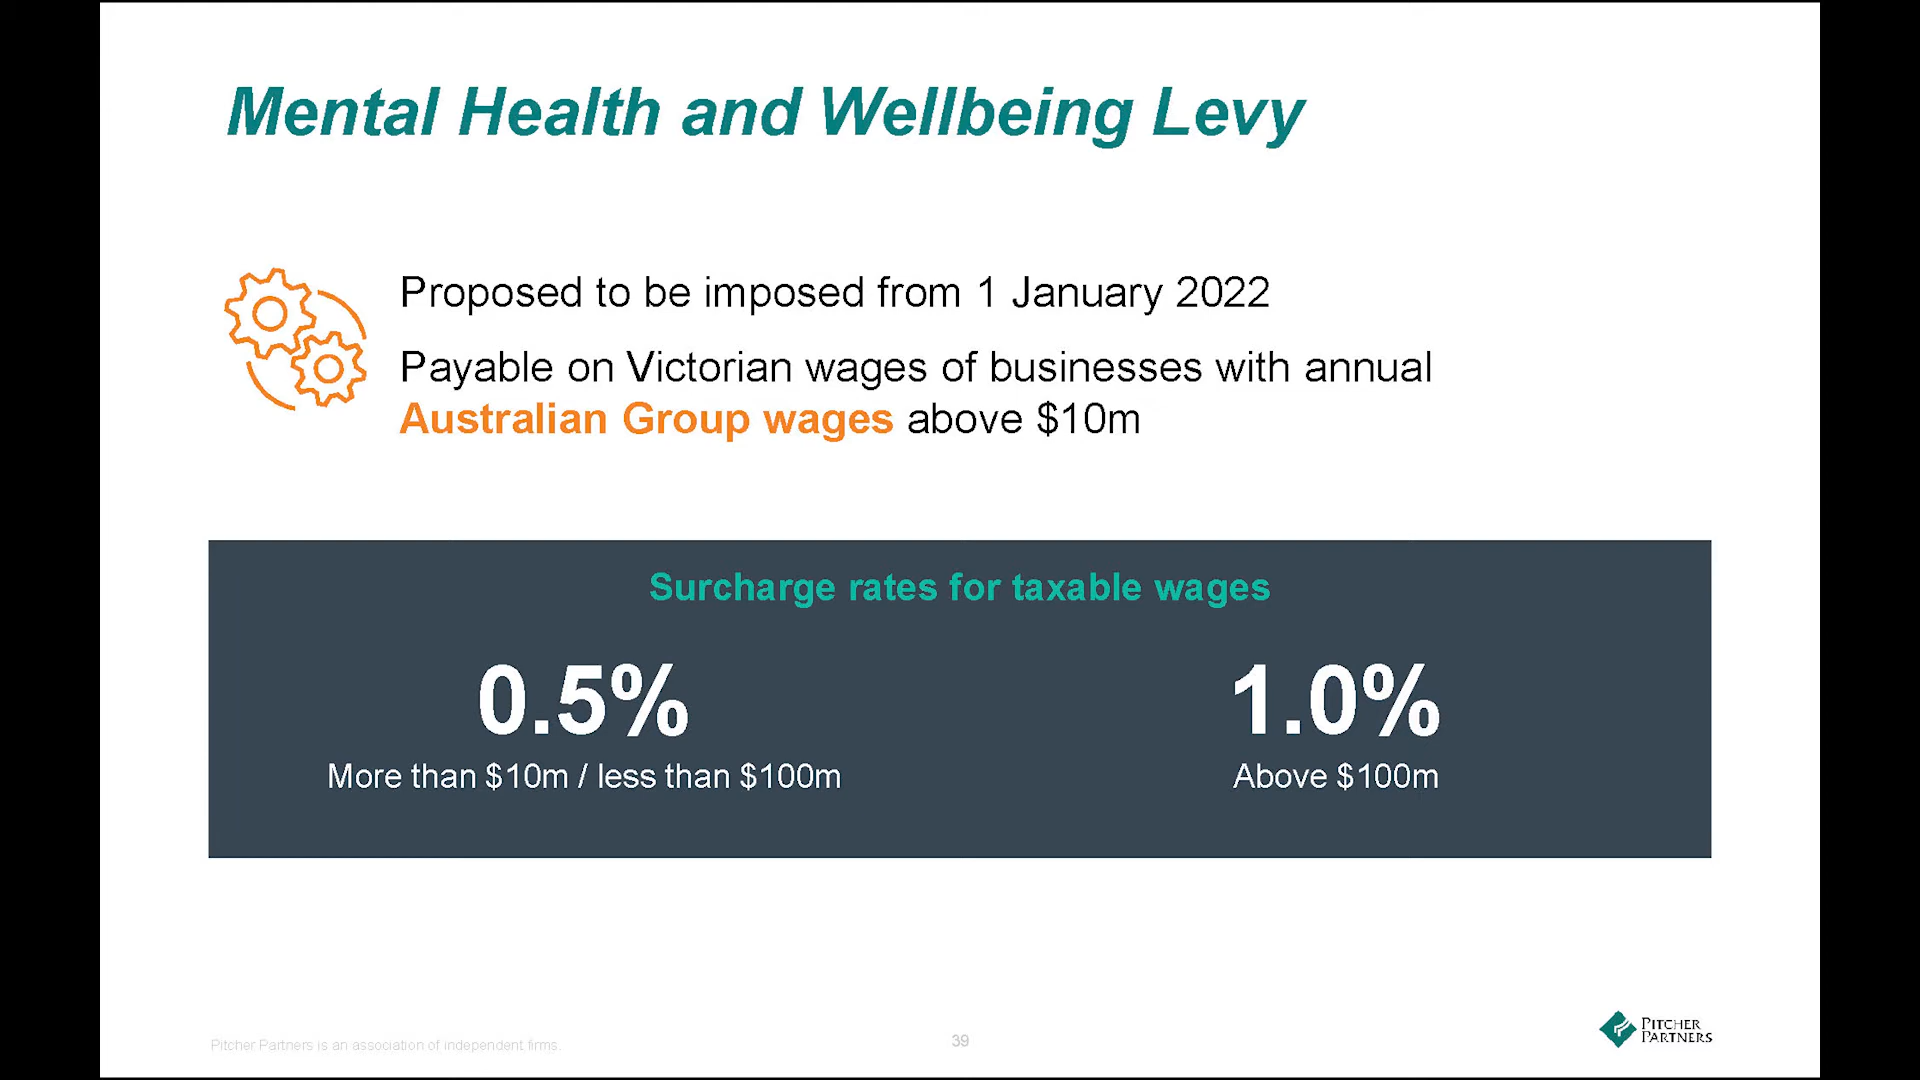 Mental Health and Wellbeing Levy
Proposed to be imposed from 1 January 2022
Payable on Victorian wages of businesses with annual
Australian Group wages above $10m
Surcharge rates for taxable wages
0.5%
More than $10m / less than $100m
1.0%
Above $100m
Pitcher Partners is an association of independent firms.
39
PITCHER
PARTNERS